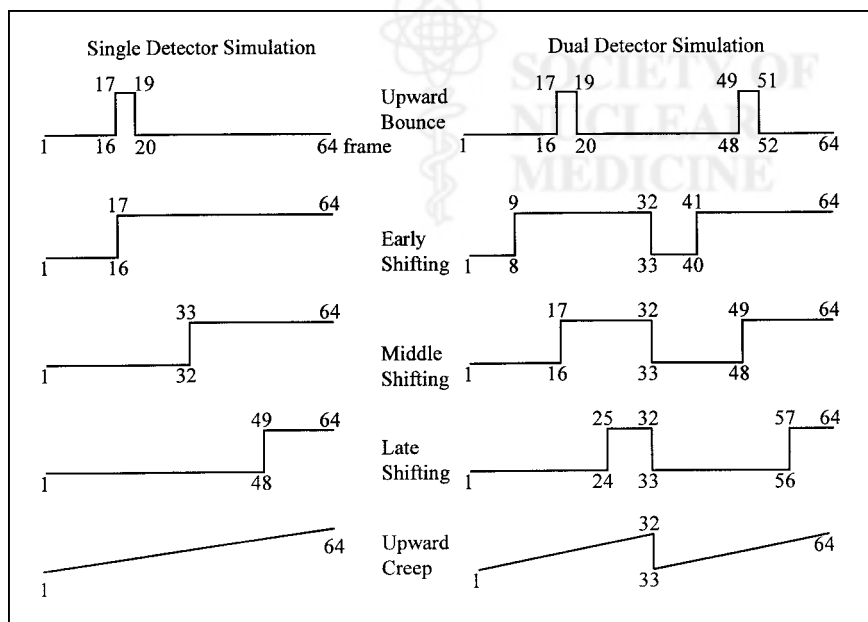 Single Detector Simulation
Dual Detector Simulation
SOCIETY OF
NUCLEAR
MEDICINE
17 19
Upward
Bounce
17 19 49 51
1 16 20 64 frame
1 16 20 48 52 64
17 64
Early
Shifting
9 32 41 64
1 16
1 8 33 40
33 64
Middle
Shifting
17 32 49 64
1 32
1 16 33 48
49 64
Late
Shifting
25 32 57 64
1 48
1 24 33 56
1 64
Upward
Creep
32
1 33 64